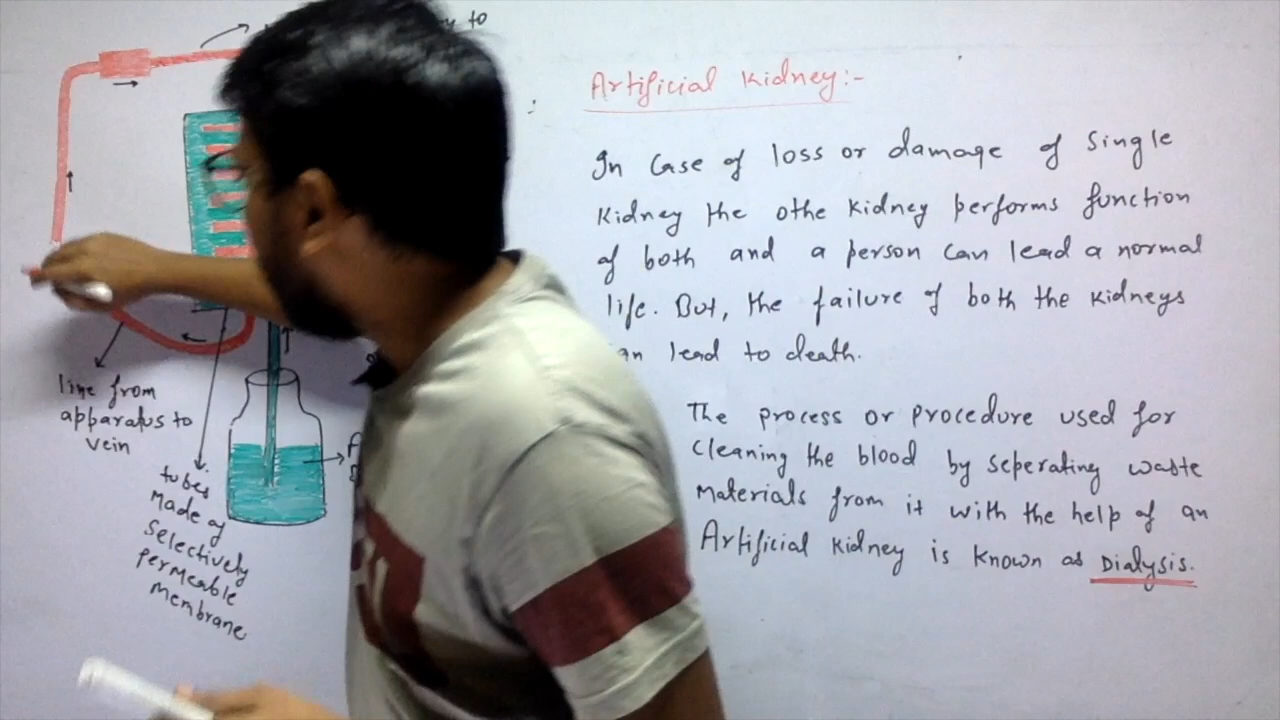 to
Artificial Kidney:-
In Case of loss or damage of Single
Kidney the othe Kidney performs function
of both and a person can lead a normal
life. But, the failure of both the Kidneys
lead to death.
The process or procedure used for
Cleaning the blood by seperating waste
Materials from it with the help of an
Artificial Kidney is known as Dialysis.
line from
apparatus to
vein
tubes
Made of
Selectively
Permeable
Membrane